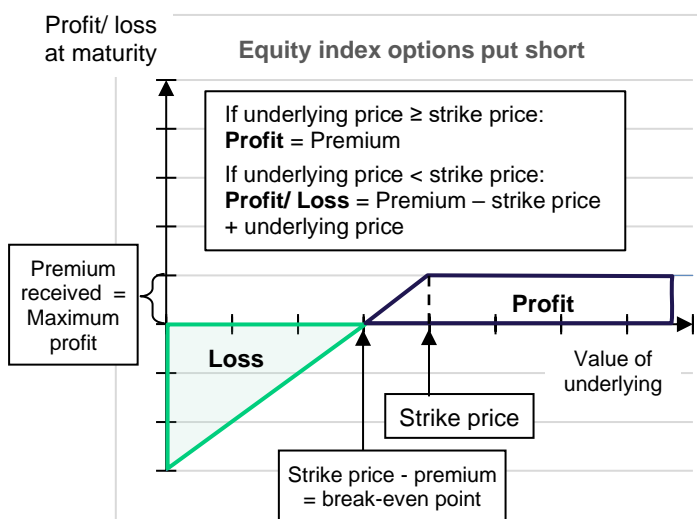 Profit/ loss
at maturity
Equity index options put short
If underlying price ≥ strike price:
Profit = Premium
If underlying price < strike price:
Profit/ Loss = Premium – strike price
+ underlying price
Premium
received =
Maximum
profit
Profit
Loss
Value of
underlying
Strike price
Strike price - premium
= break-even point